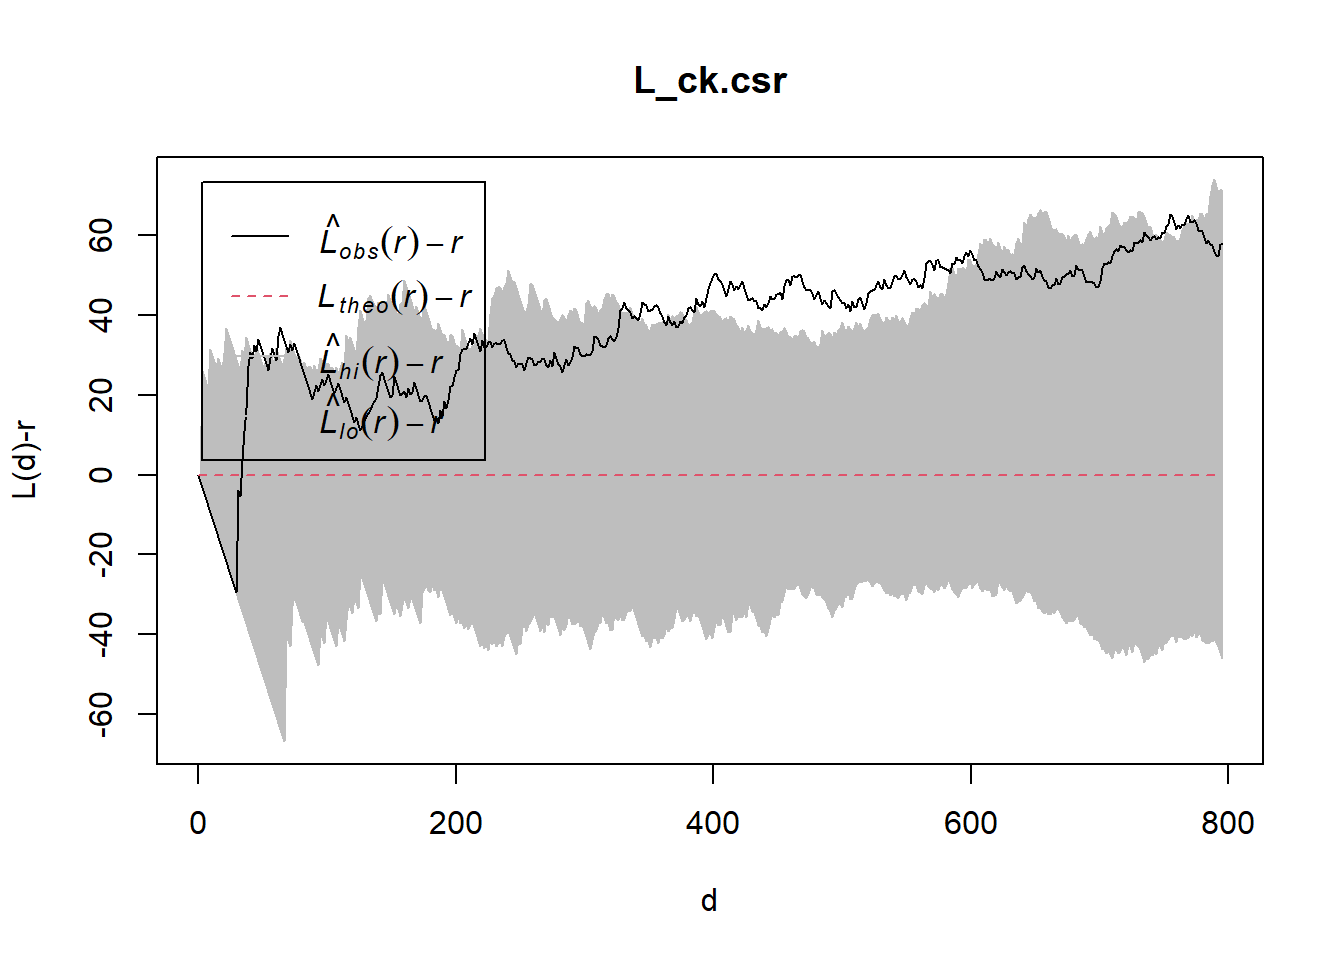 L_ck.csr
L̂obs(r) − r
Ltheo(r) − r
L̂hi(r) − r
L̂lo(r) − r
L(d)-r
60
40
20
0
-20
-40
-60
0 200 400 600 800
d